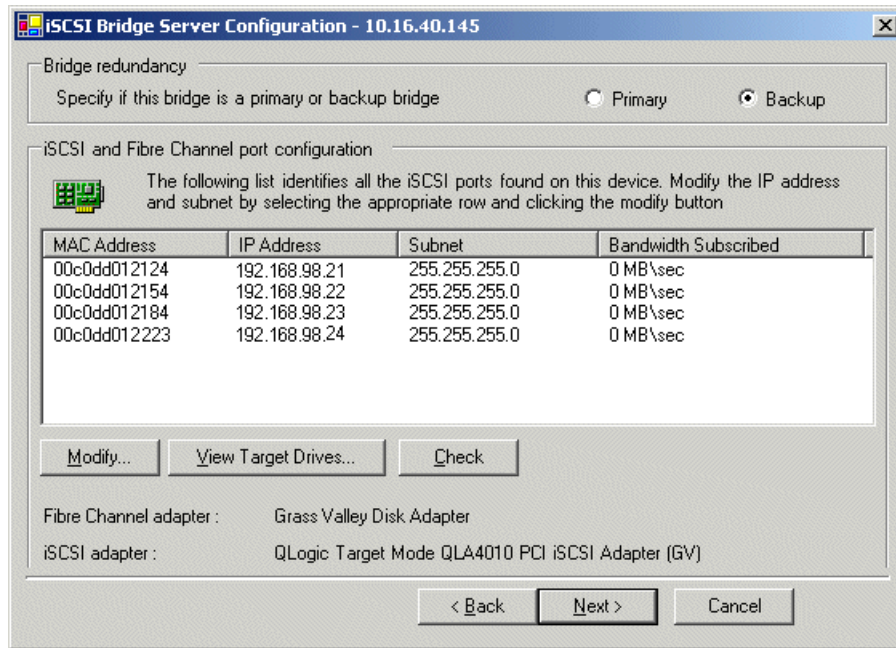 iSCSI Bridge Server Configuration - 10.16.40.145
Bridge redundancy
Specify if this bridge is a primary or backup bridge Primary Backup
iSCSI and Fibre Channel port configuration
The following list identifies all the iSCSI ports found on this device. Modify the IP address
and subnet by selecting the appropriate row and clicking the modify button
MAC Address IP Address Subnet Bandwidth Subscribed
00c0dd012124 192.168.98.21 255.255.255.0 0 MB\sec
00c0dd012154 192.168.98.22 255.255.255.0 0 MB\sec
00c0dd012184 192.168.98.23 255.255.255.0 0 MB\sec
00c0dd012223 192.168.98.24 255.255.255.0 0 MB\sec
Modify... View Target Drives... Check
Fibre Channel adapter : Grass Valley Disk Adapter
iSCSI adapter : QLogic Target Mode QLA4010 PCI iSCSI Adapter (GV)
< Back Next > Cancel